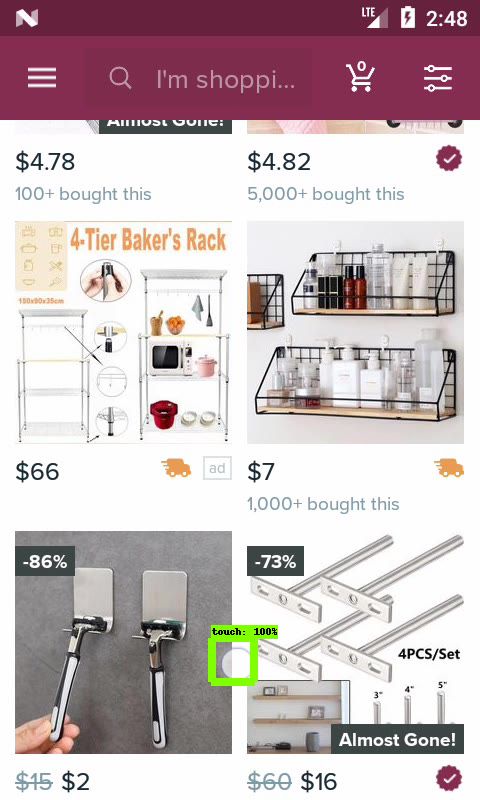 LTE 2:48
I'm shoppi... 0
Almost Gone!
$4.78 $4.82
100+ bought this 5,000+ bought this
4-Tier Baker's Rack
150x90x35cm
$66 ad $7
1,000+ bought this
-86% -73%
touch: 100%
4PCS/Set
3" 4" 5"
Almost Gone!
$15 $2 $60 $16